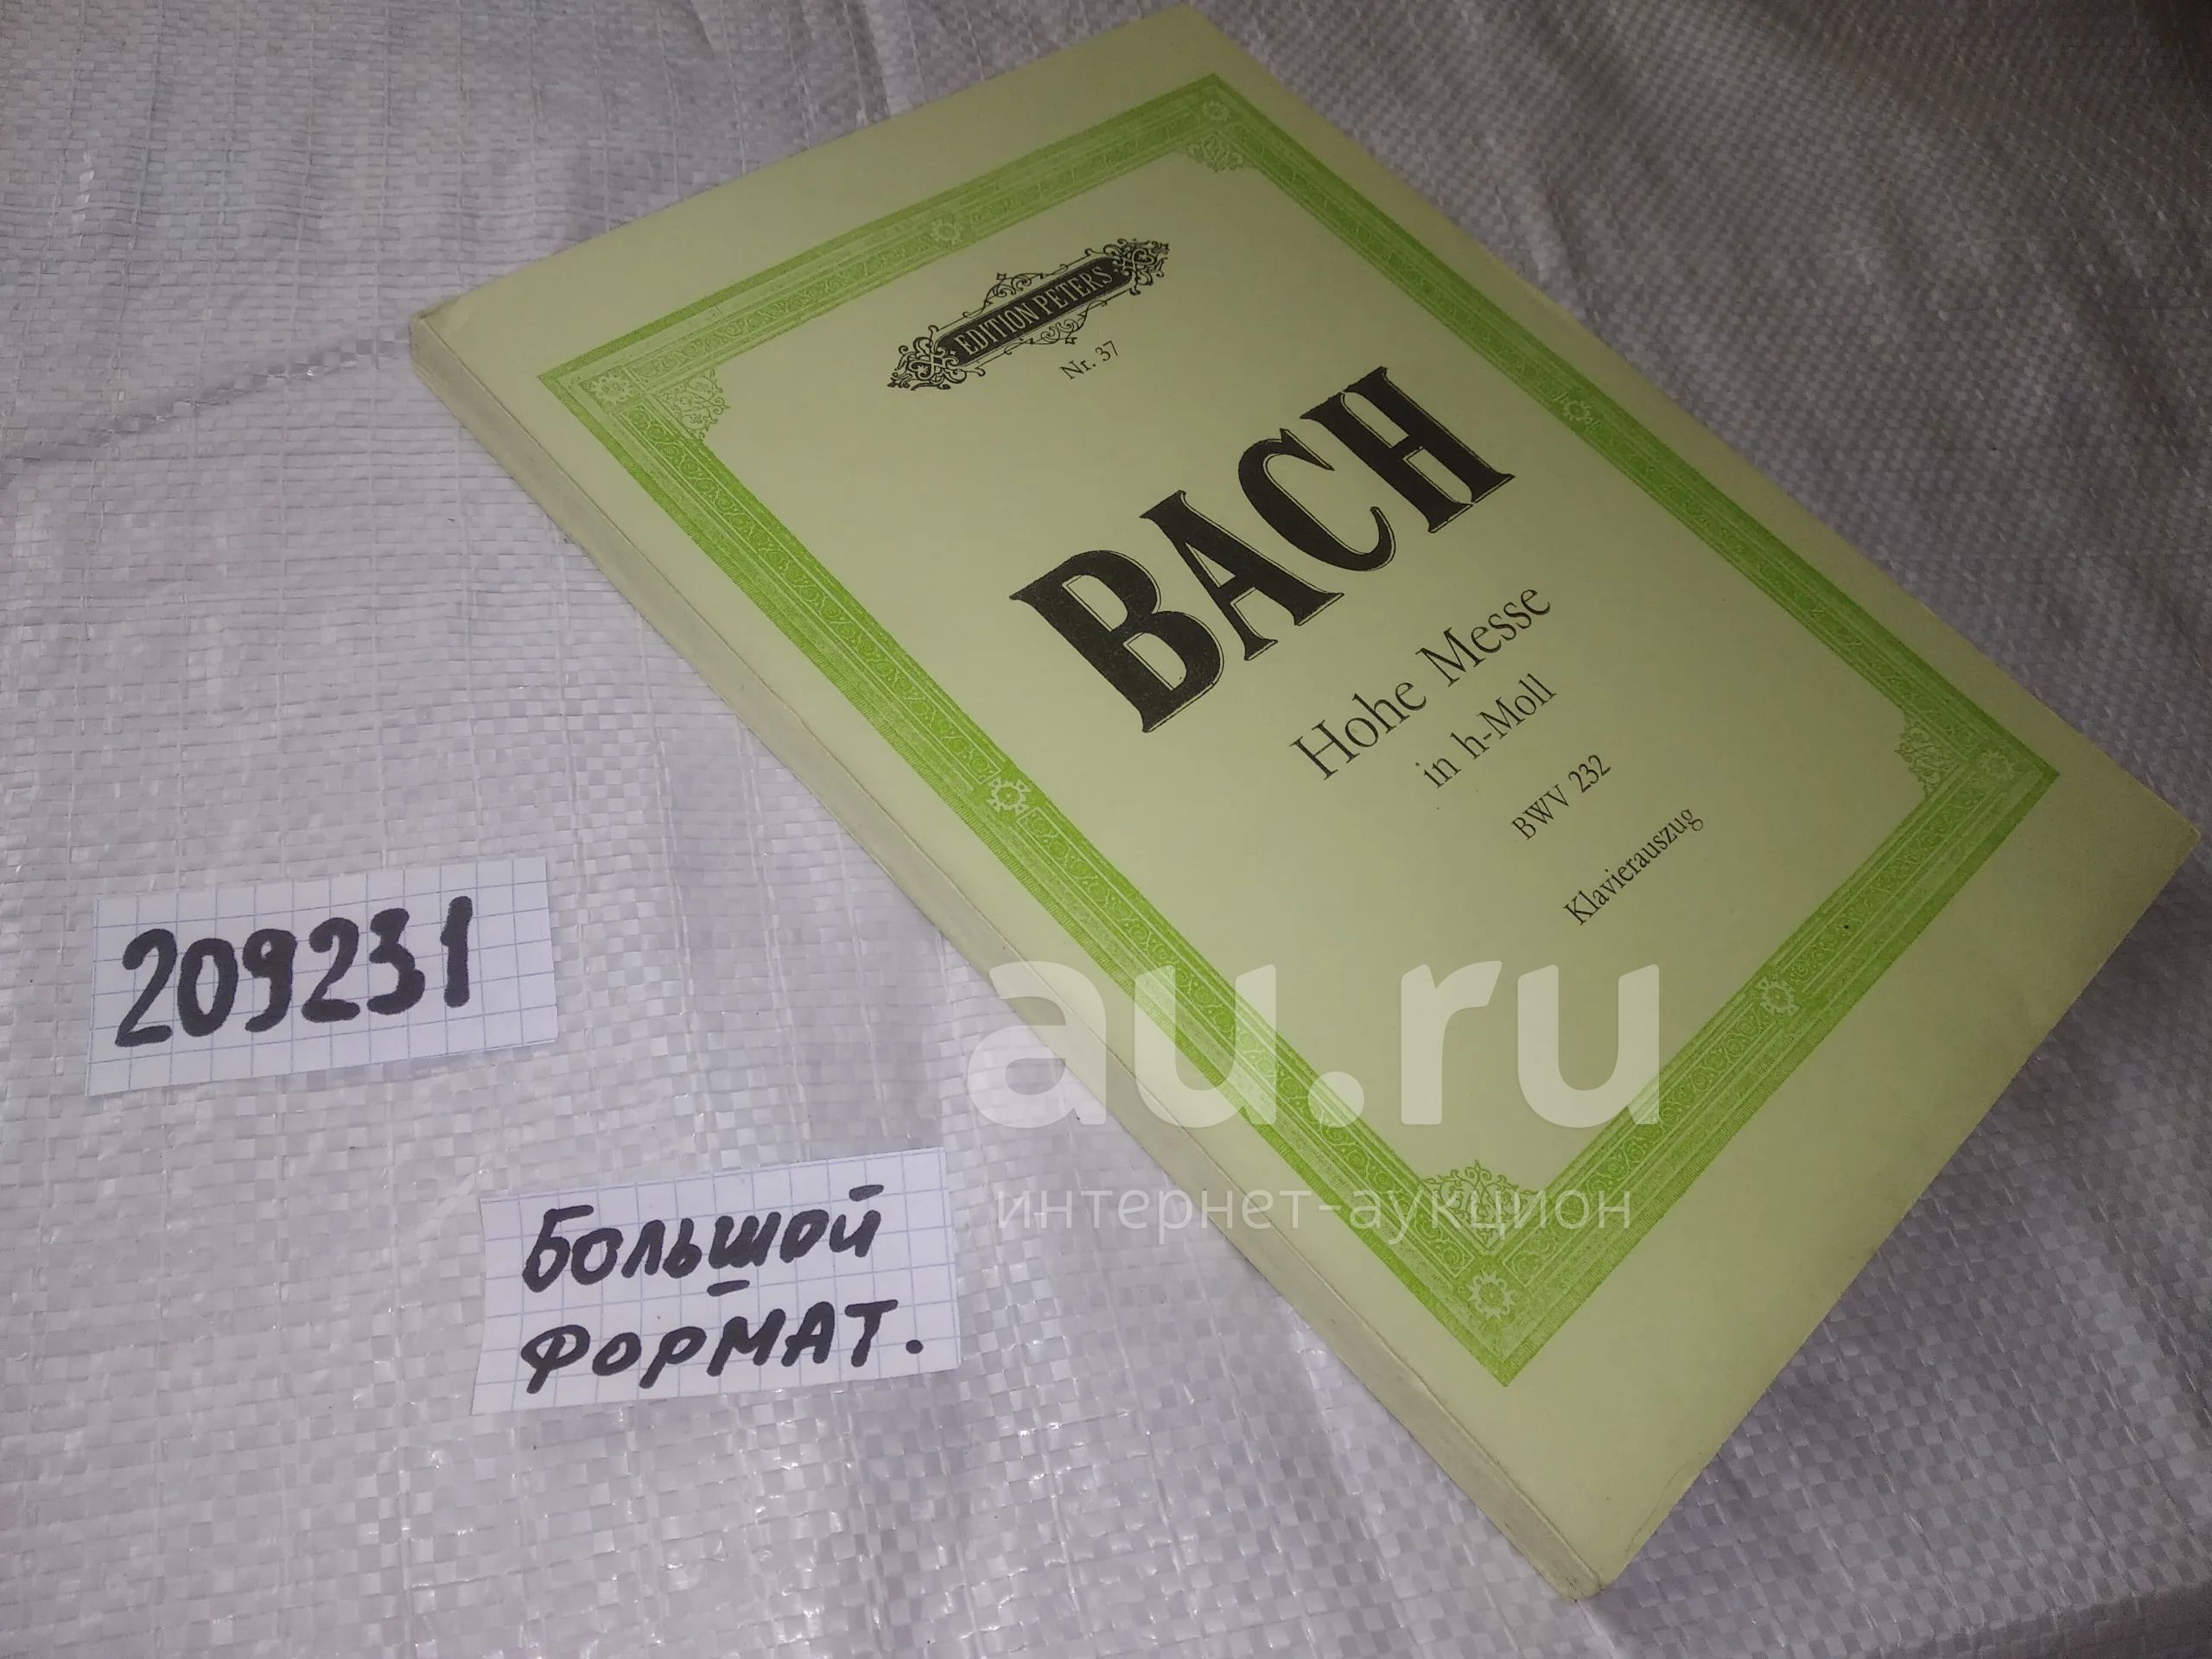 EDITION PETERS
Nr. 37
BACH
Hohe Messe
in h-Moll
BWV 232
Klavierauszug
209231
Большой
формат.
au.ru
интернет-аукцион